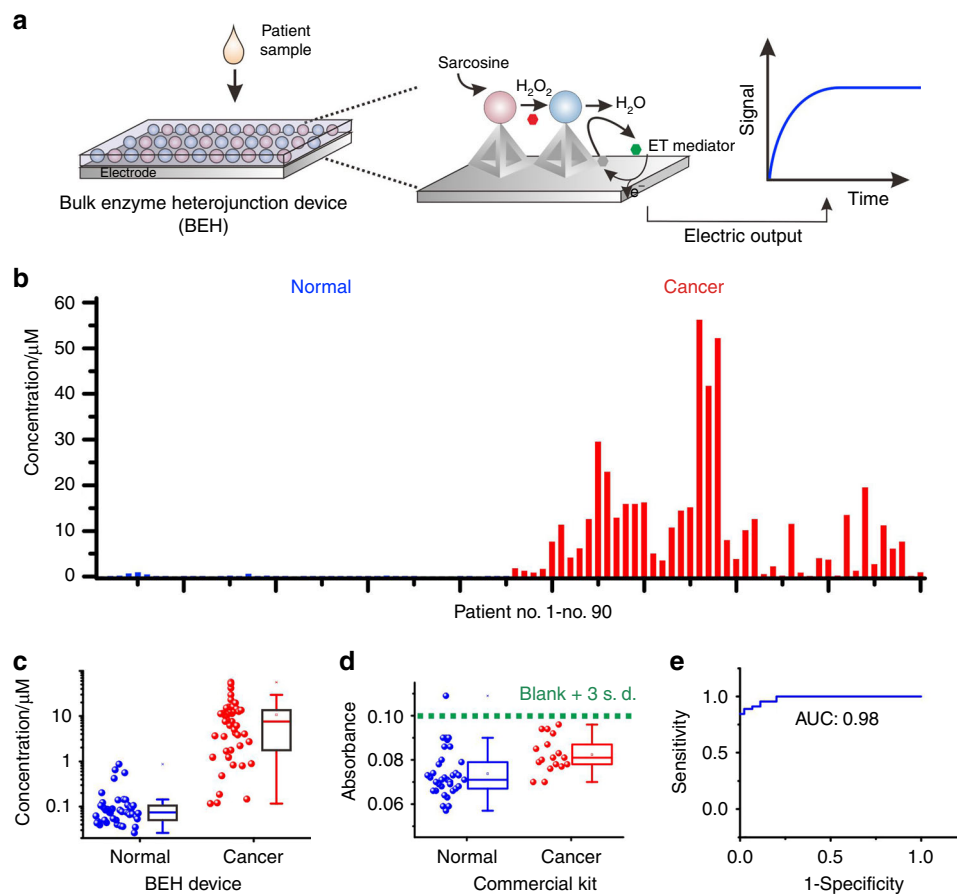 a
Patient
sample
Electrode
Bulk enzyme heterojunction device
(BEH)
Sarcosine
H₂O₂
H₂O
ET mediator
e⁻
Signal
Time
Electric output
b
Normal
Cancer
Concentration/μM
60
50
40
30
20
10
0
Patient no. 1-no. 90
c
Concentration/μM
10
1
0.1
Normal
Cancer
BEH device
d
Absorbance
Blank + 3 s. d.
0.10
0.08
0.06
Normal
Cancer
Commercial kit
e
Sensitivity
1.0
0.5
0.0
AUC: 0.98
0.0
0.5
1.0
1-Specificity